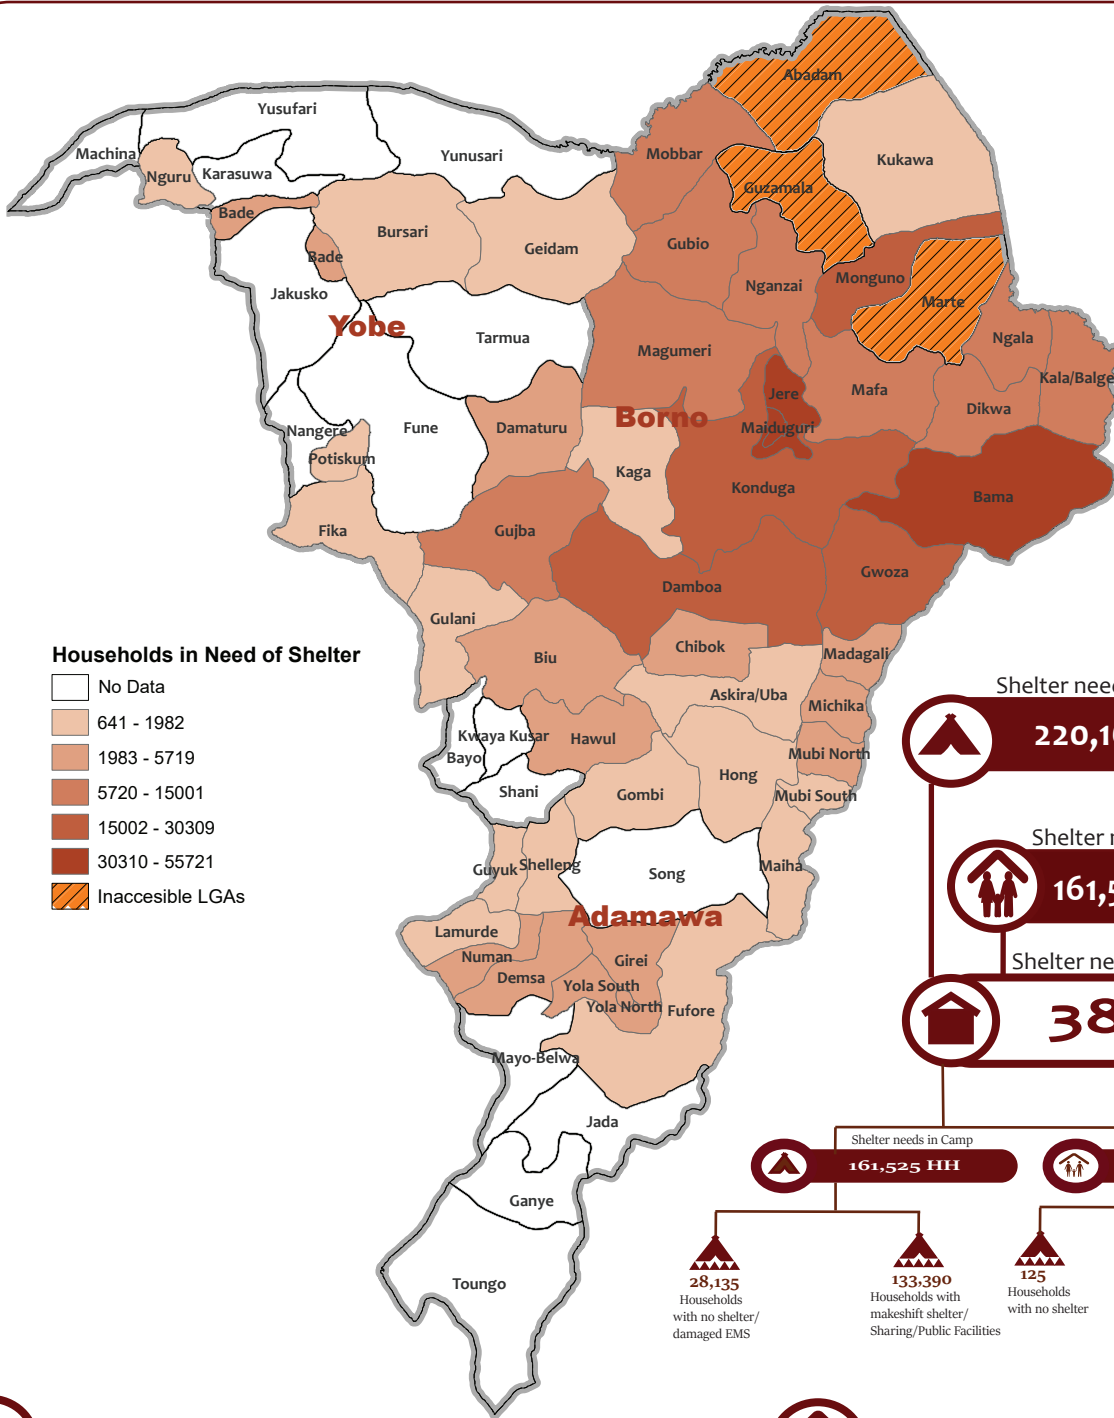 Abadam
Yusufari
Machina
Yunusari
Mobbar
Kukawa
Nguru
Karasuwa
Guzamala
Bade
Bursari
Geidam
Gubio
Bade
Nganzai
Monguno
Jakusko
Marte
Yobe
Tarmua
Ngala
Magumeri
Kala/Balge
Jere
Mafa
Dikwa
Borno
Nangere
Fune
Damaturu
Maiduguri
Potiskum
Kaga
Konduga
Bama
Fika
Gujba
Gwoza
Damboa
Gulani
Chibok
Biu
Madagali
Askira/Uba
Michika
Kwaya Kusar
Hawul
Bayo
Mubi North
Hong
Shani
Gombi
Mubi South
Guyuk
Shelleng
Song
Maiha
Adamawa
Lamurde
Numan
Girei
Demsa
Yola South
Yola North
Fufore
Mayo-Belwa
Jada
Ganye
Toungo
Households in Need of Shelter
No Data
641 - 1982
1983 - 5719
5720 - 15001
15002 - 30309
30310 - 55721
Inaccesible LGAs
Shelter need
220,1
Shelter
161,5
Shelter ne
38
Shelter needs in Camp
161,525 HH
28,135
Households
with no shelter/
damaged EMS
133,390
Households with
makeshift shelter/
Sharing/Public Facilities
125
Households
with no shelter